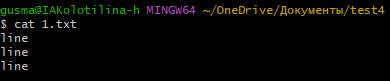 gusma@IAKolotilina-h MINGW64 ~/OneDrive/Документы/test4
$ cat 1.txt
line
line
line